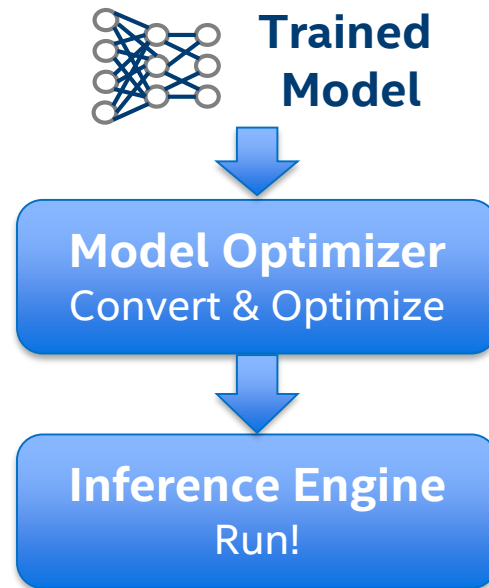 Trained
Model
Model Optimizer
Convert & Optimize
Inference Engine
Run!